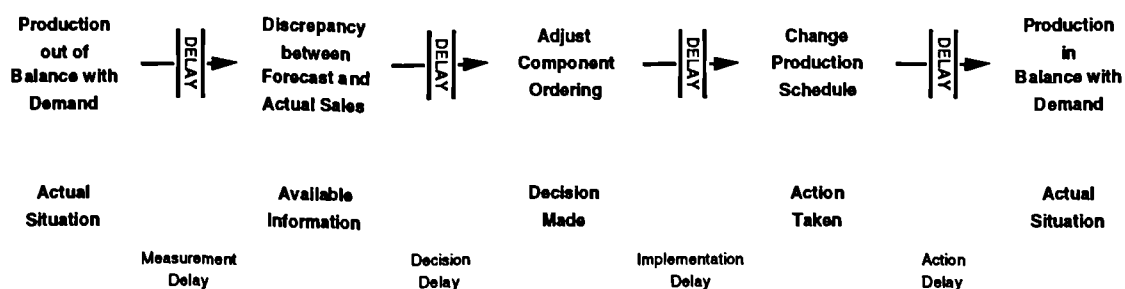 Production
out of
Balance with
Demand
DELAY
Discrepancy
between
Forecast and
Actual Sales
DELAY
Adjust
Component
Ordering
DELAY
Change
Production
Schedule
DELAY
Production
in
Balance with
Demand
Actual
Situation
Available
Information
Decision
Made
Action
Taken
Actual
Situation
Measurement
Delay
Decision
Delay
Implementation
Delay
Action
Delay